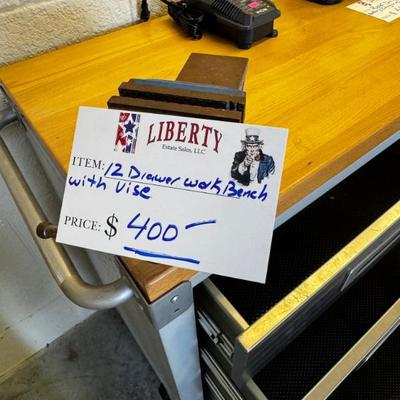 LIBERTY
Estate Sales, LLC
ITEM: 12 Drawer work Bench
with Vise
PRICE: $ 400—